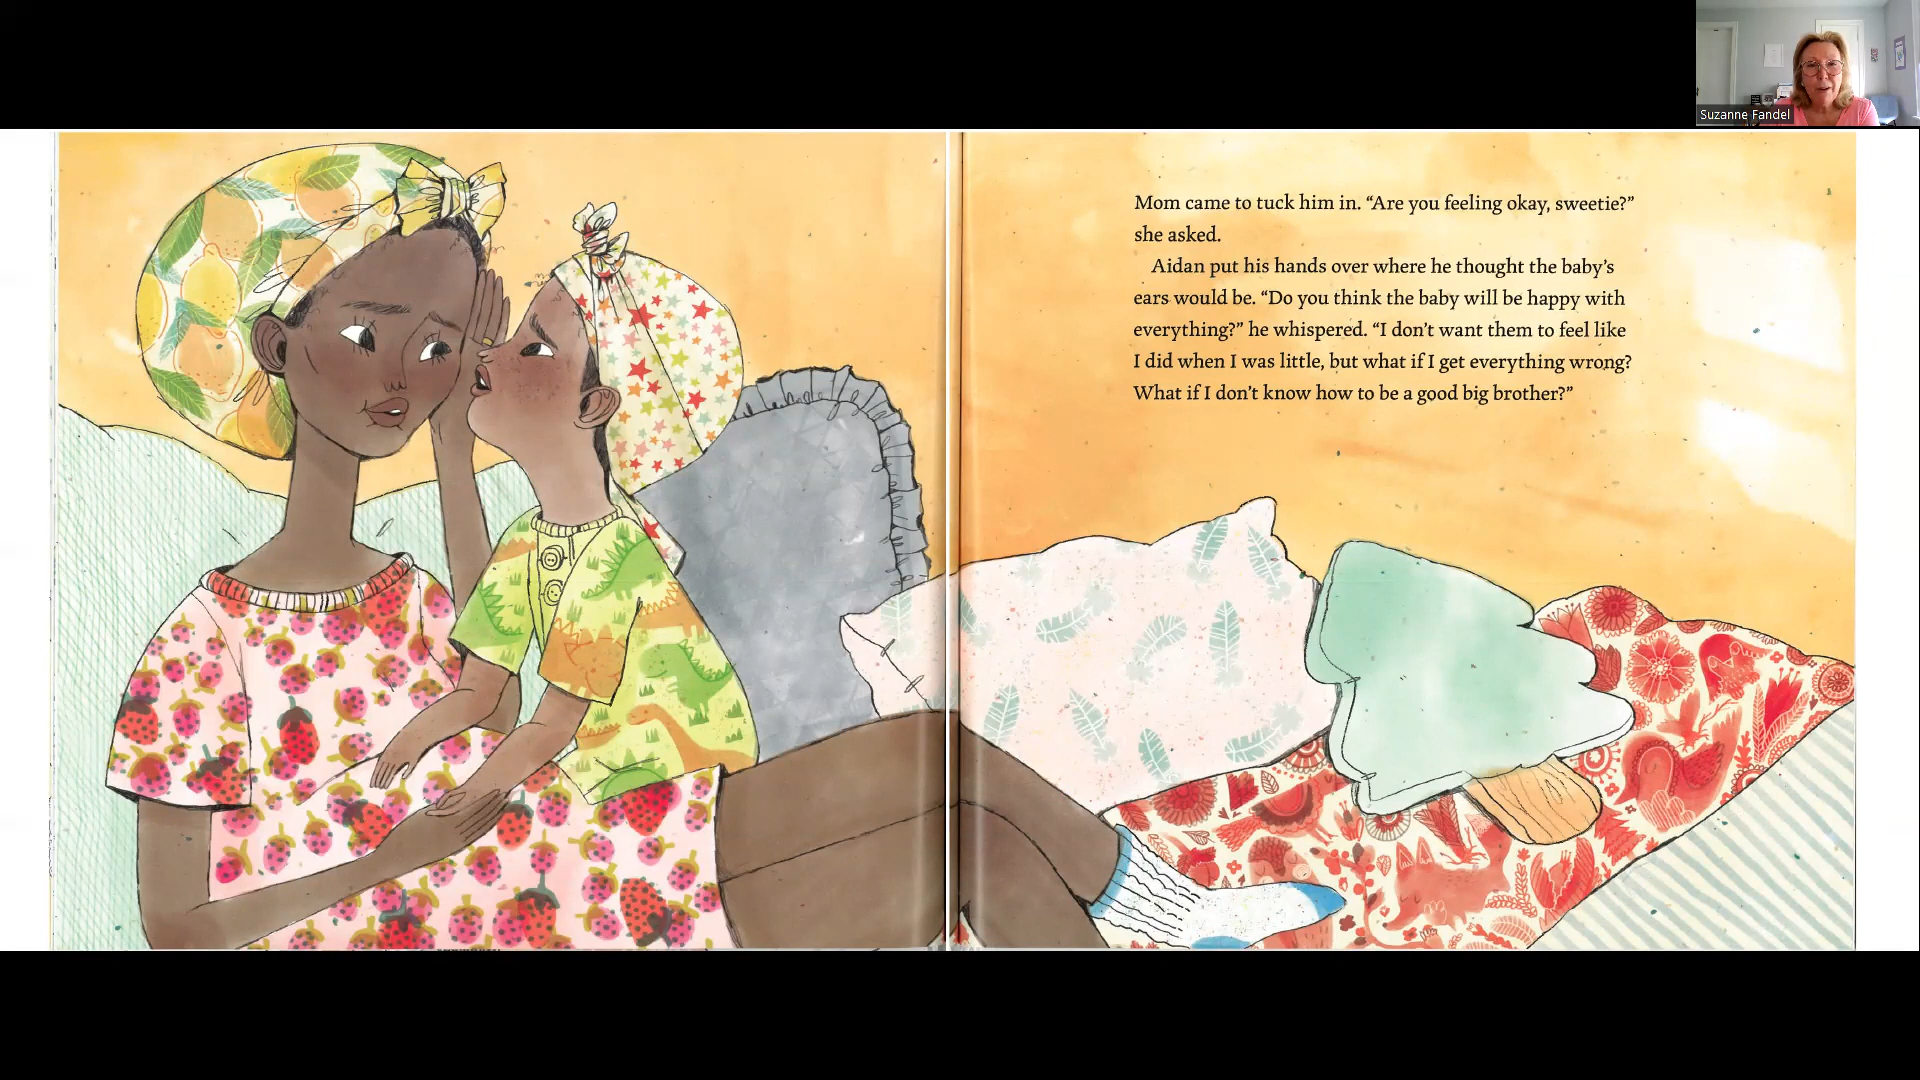 Suzanne Fandel
Mom came to tuck him in. “Are you feeling okay, sweetie?”
she asked.
Aidan put his hands over where he thought the baby’s
ears would be. “Do you think the baby will be happy with
everything?” he whispered. “I don’t want them to feel like
I did when I was little, but what if I get everything wrong?
What if I don’t know how to be a good big brother?”